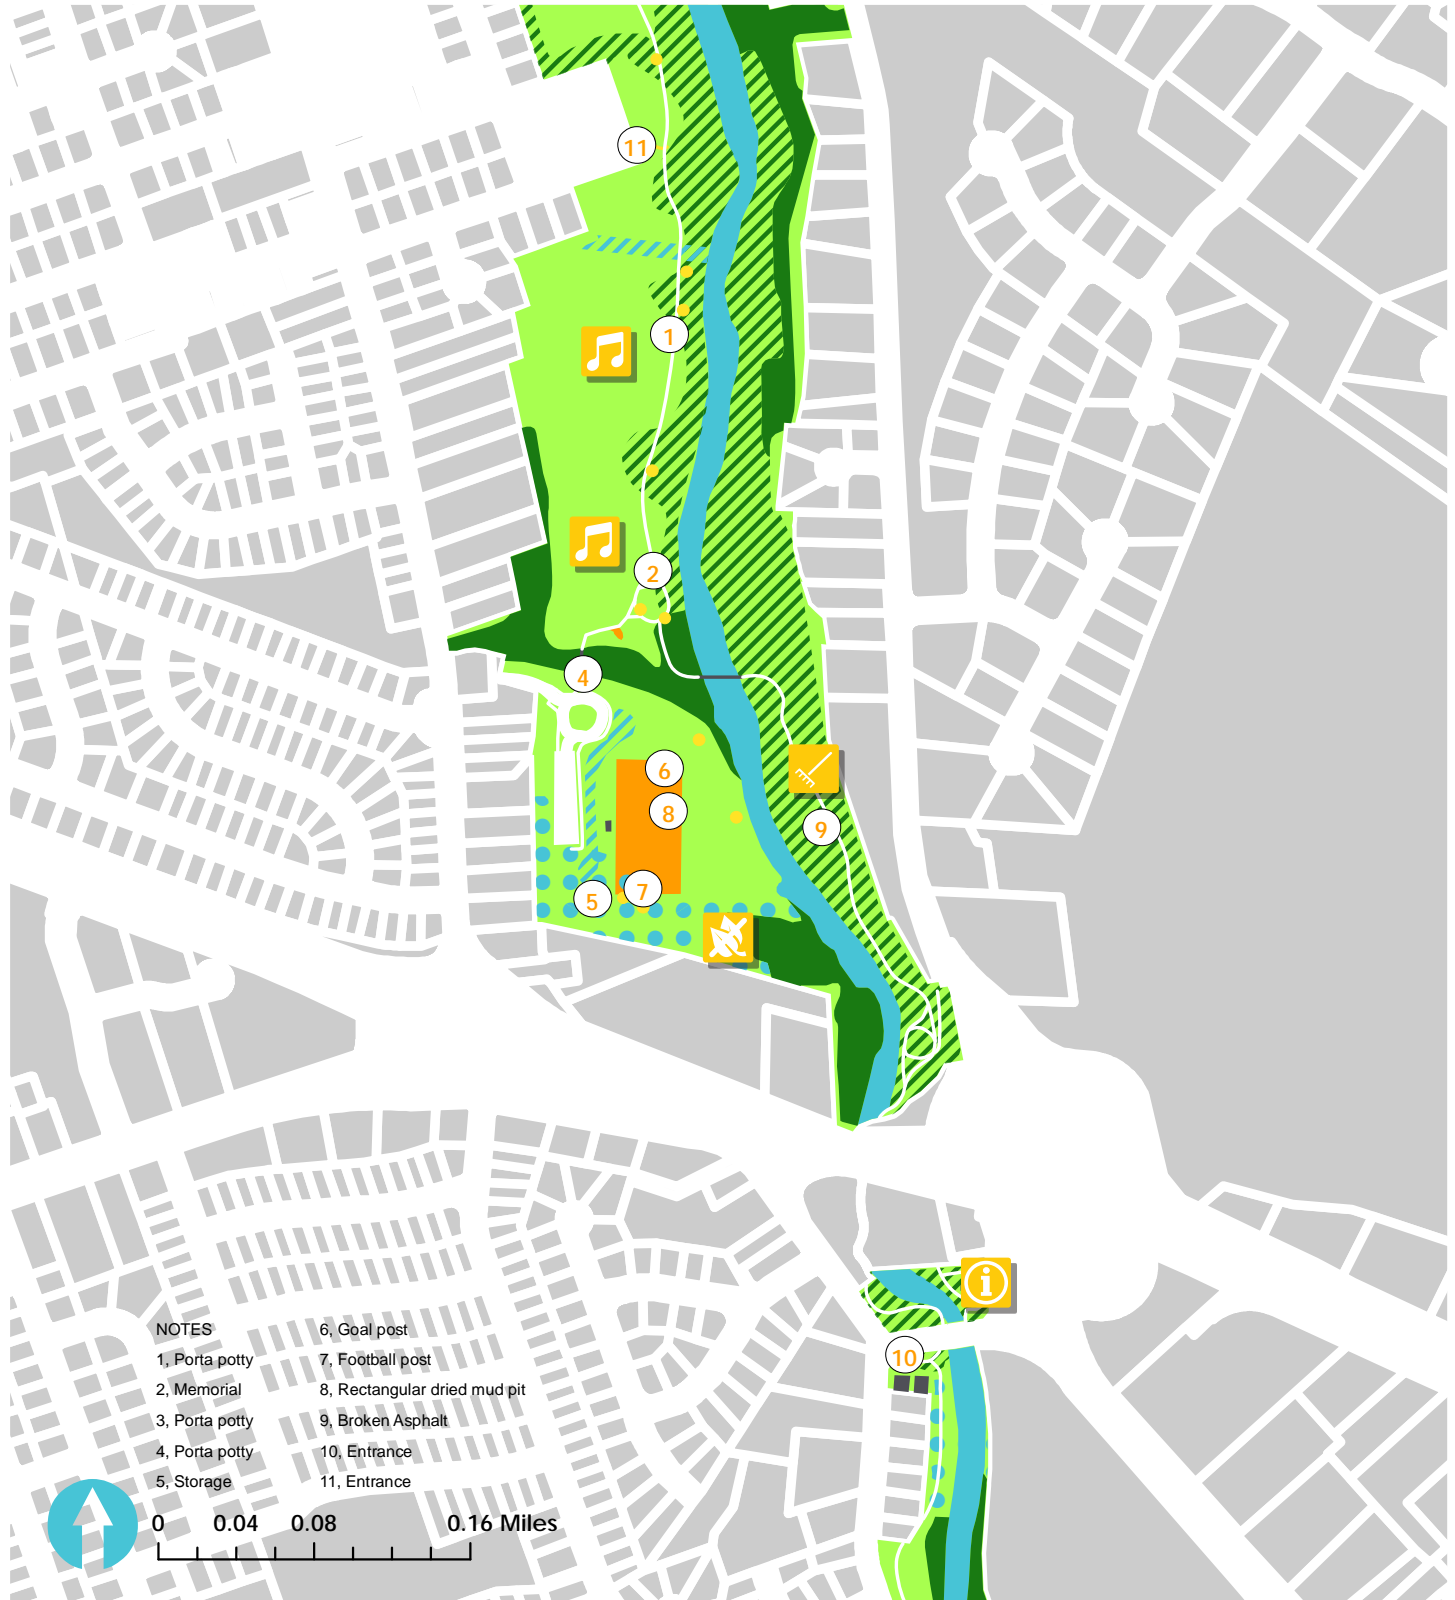 11
1
2
4
6
8
9
5
7
10
NOTES
1, Porta potty
2, Memorial
3, Porta potty
4, Porta potty
5, Storage
6, Goal post
7, Football post
8, Rectangular dried mud pit
9, Broken Asphalt
10, Entrance
11, Entrance
0 0.04 0.08 0.16 Miles